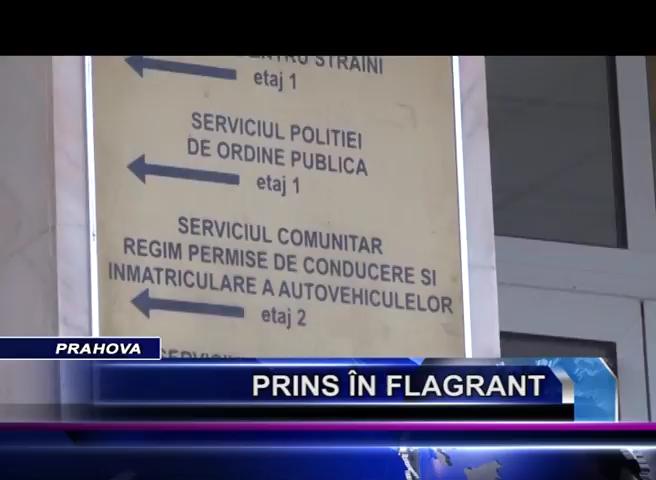 STRAINI
etaj 1
SERVICIUL POLITIEI
DE ORDINE PUBLICA
etaj 1
SERVICIUL COMUNITAR
REGIM PERMISE DE CONDUCERE SI
INMATRICULARE A AUTOVEHICULELOR
etaj 2
PRAHOVA
PRINS ÎN FLAGRANT